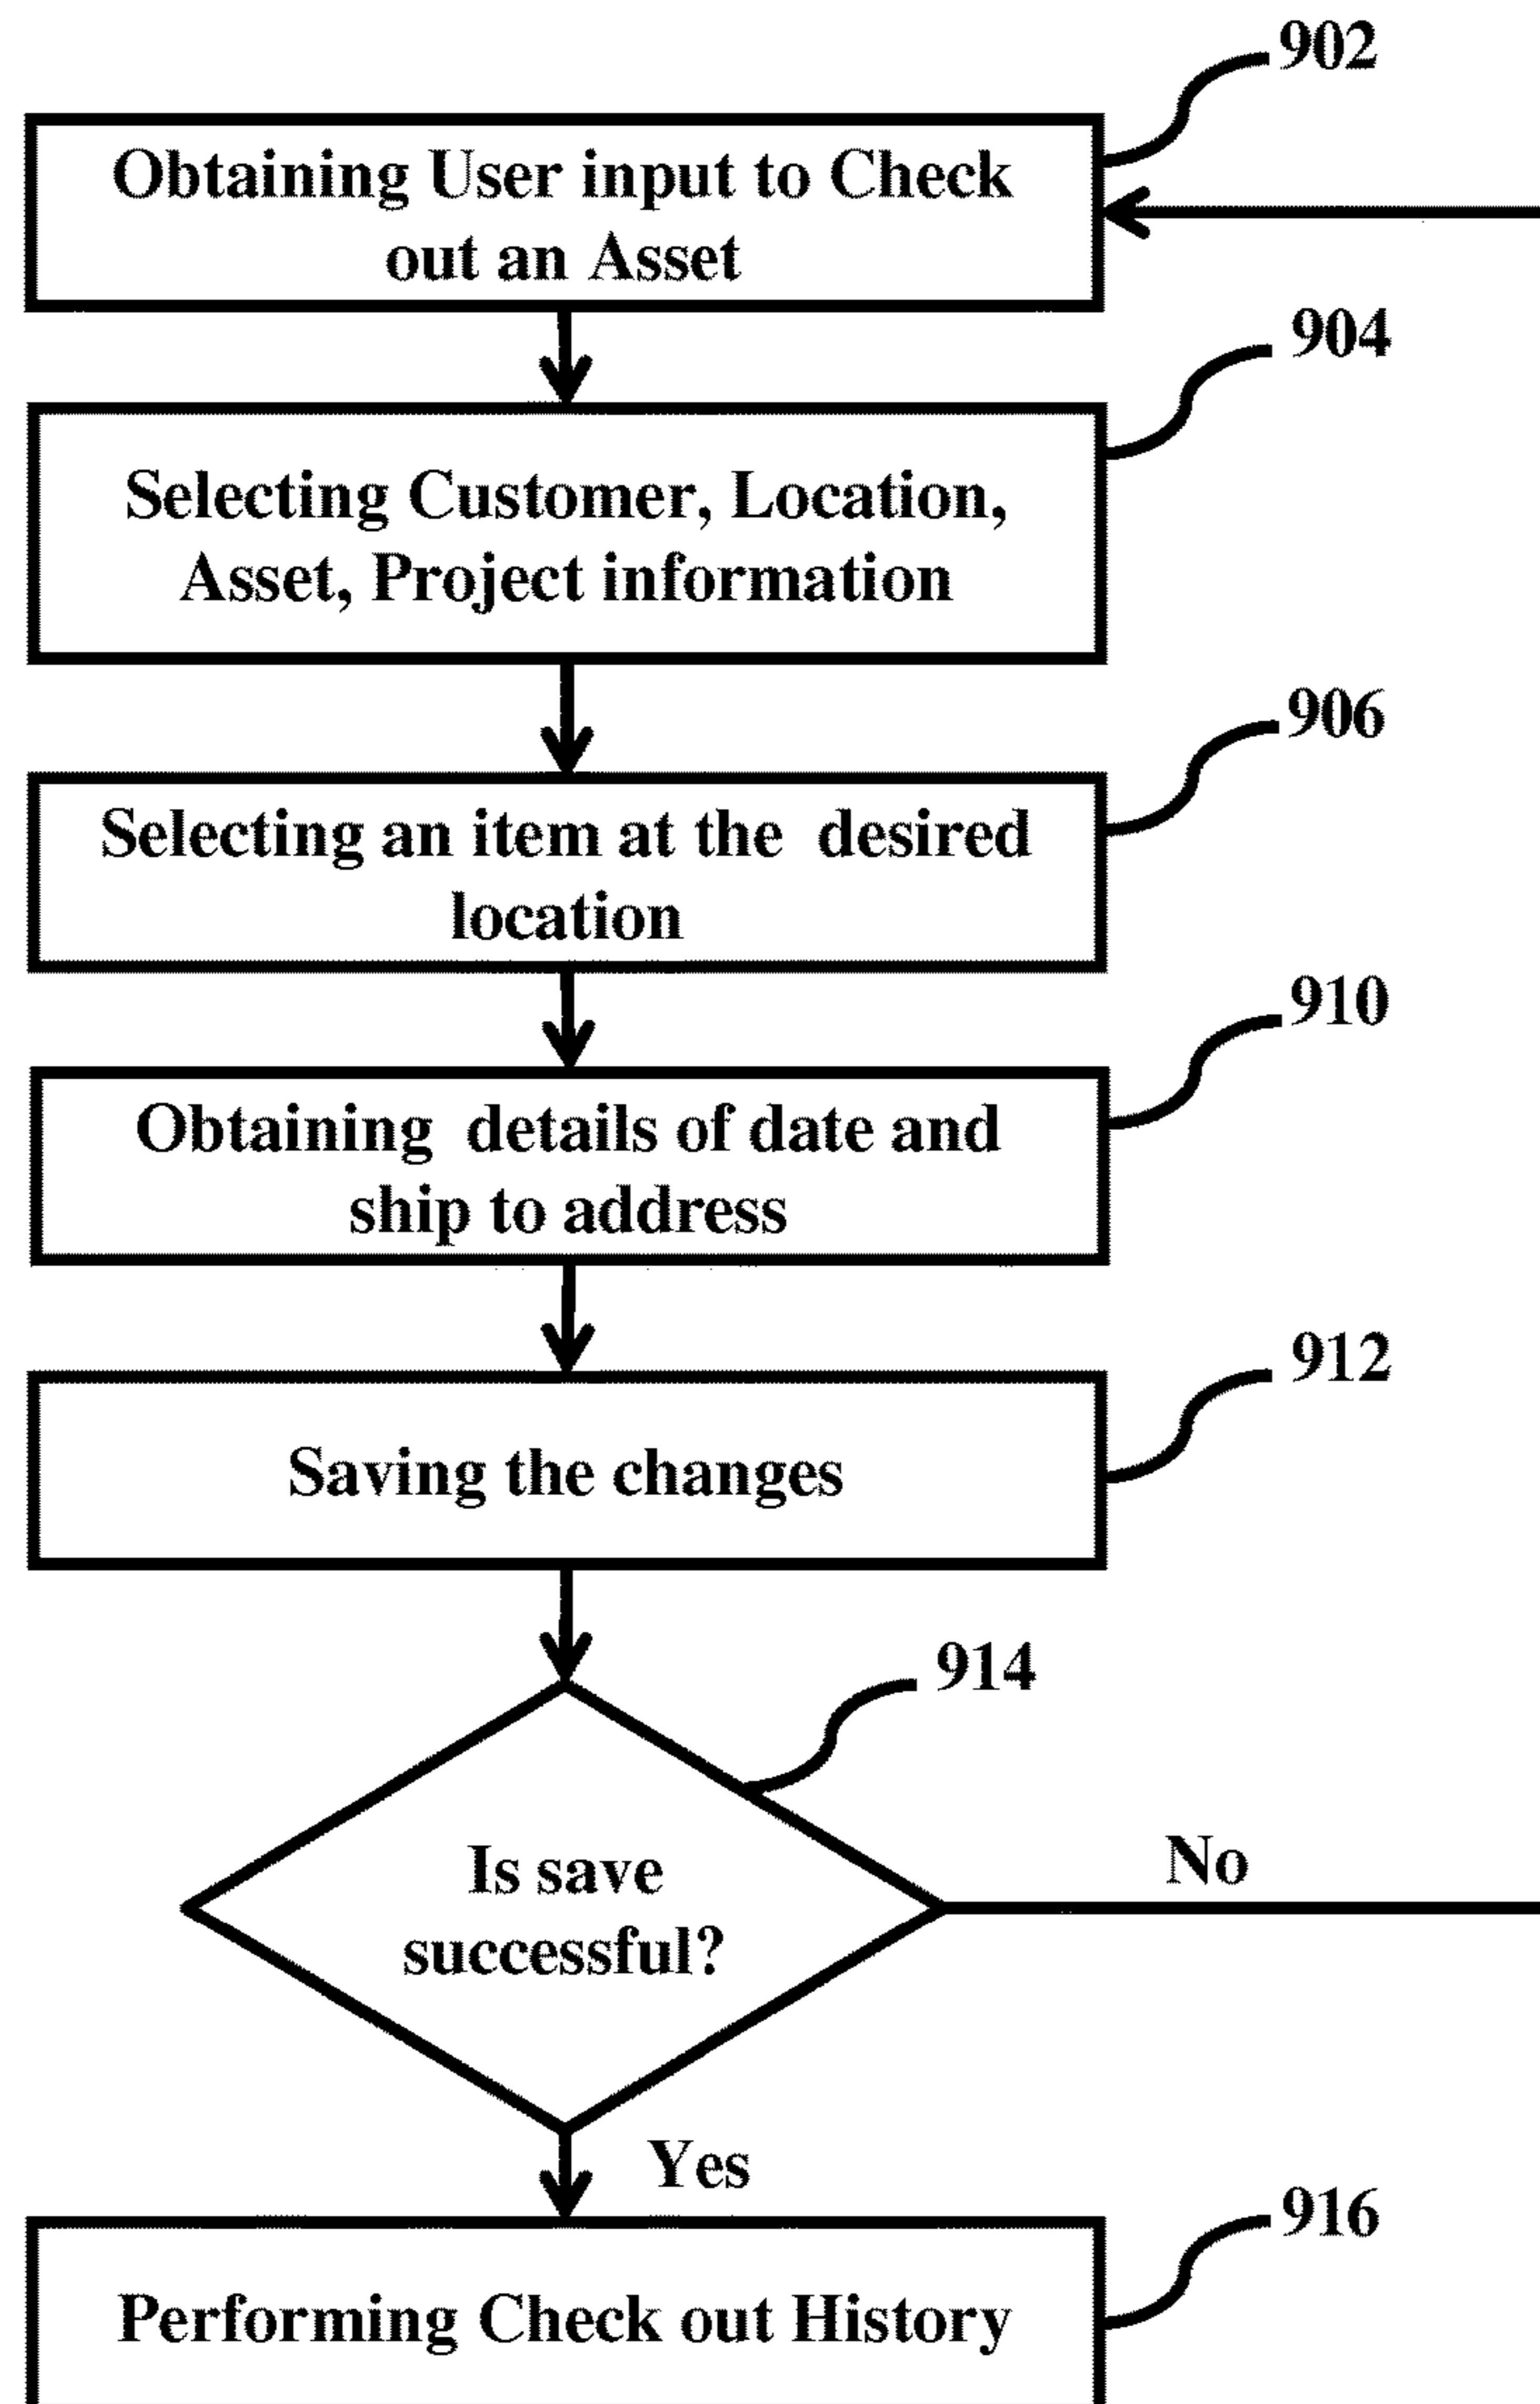 902
Obtaining User input to Check
out an Asset
904
Selecting Customer, Location,
Asset, Project information
906
Selecting an item at the desired
location
910
Obtaining details of date and
ship to address
912
Saving the changes
914
Is save
successful?
No
Yes
916
Performing Check out History